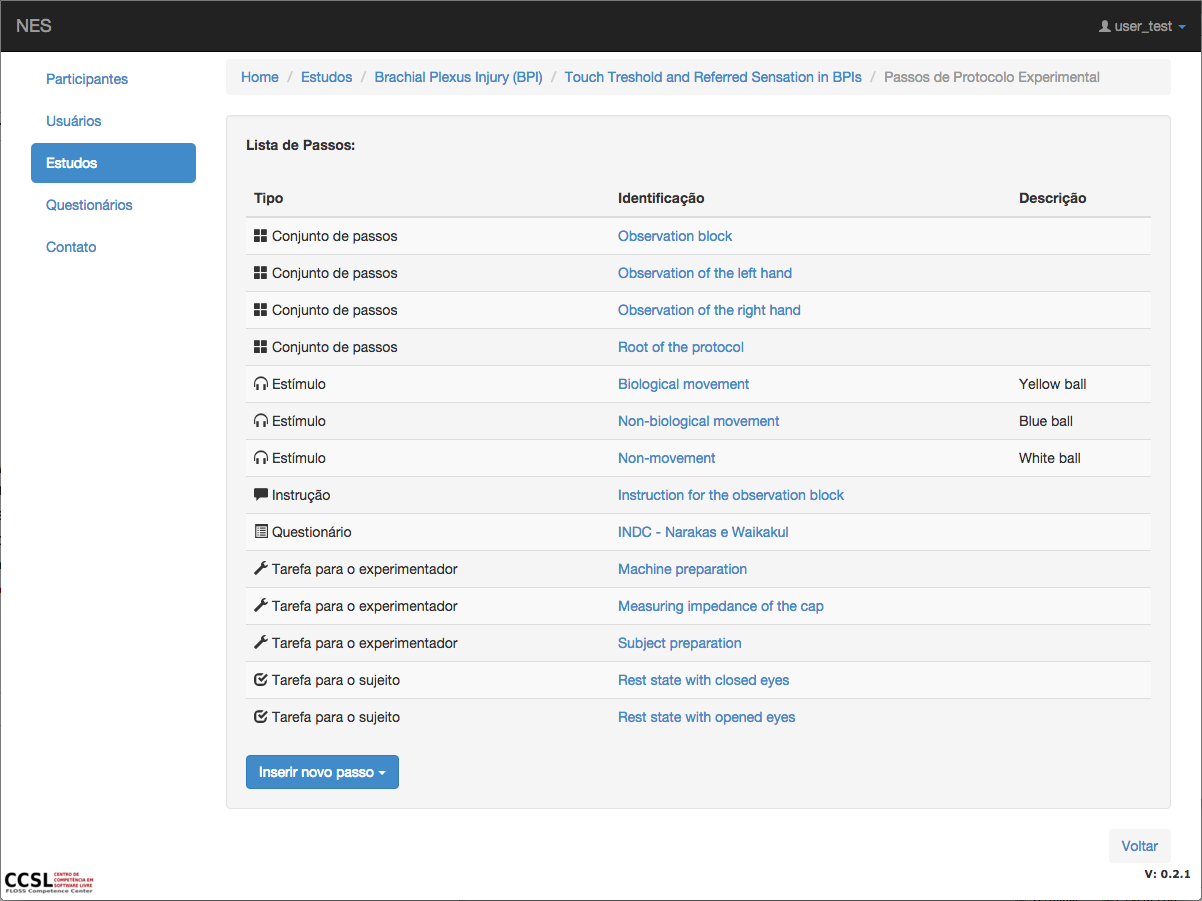 NES
user_test
Participantes
Usuários
Estudos
Questionários
Contato
Home / Estudos / Brachial Plexus Injury (BPI) / Touch Treshold and Referred Sensation in BPIs / Passos de Protocolo Experimental
Lista de Passos:
Tipo Identificação Descrição
Conjunto de passos Observation block
Conjunto de passos Observation of the left hand
Conjunto de passos Observation of the right hand
Conjunto de passos Root of the protocol
Estímulo Biological movement Yellow ball
Estímulo Non-biological movement Blue ball
Estímulo Non-movement White ball
Instrução Instruction for the observation block
Questionário INDC - Narakas e Waikakul
Tarefa para o experimentador Machine preparation
Tarefa para o experimentador Measuring impedance of the cap
Tarefa para o experimentador Subject preparation
Tarefa para o sujeito Rest state with closed eyes
Tarefa para o sujeito Rest state with opened eyes
Inserir novo passo
Voltar
V: 0.2.1
CCSL
CENTRO DE
COMPETÊNCIA EM
SOFTWARE LIVRE
FLOSS Competence Center